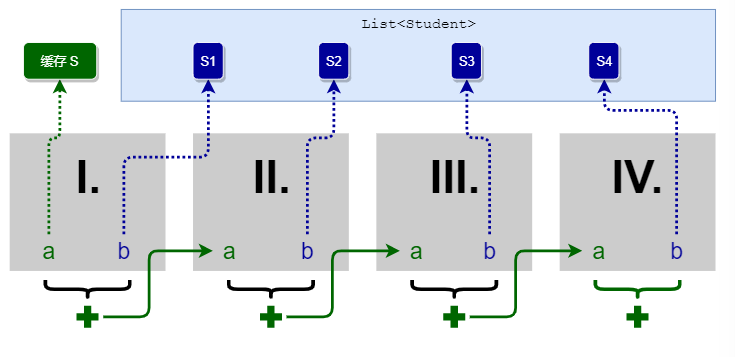 List<Student>
缓存 S
S1
S2
S3
S4
I.
II.
III.
IV.
a
b
a
b
a
b
a
b